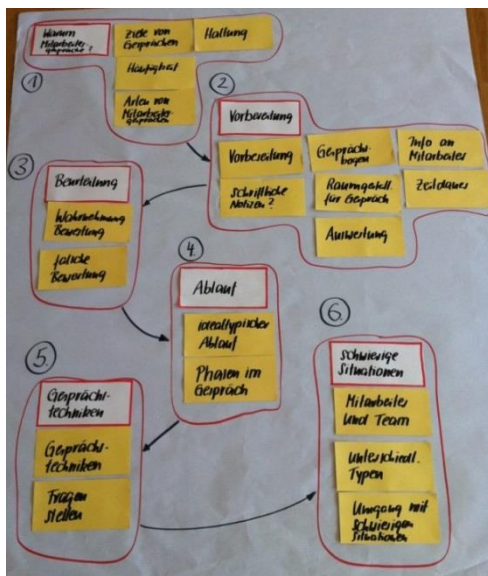 ①
Warum
Mitarbeiter-
gespräche?
Ziele von
Gesprächen
Haltung
Häufigkeit
Arten von
Mitarbeiter-
gesprächen
②
Vorbereitung
Vorbereitung
Gesprächs-
bogen
Info an
Mitarbeiter
schriftliche
Notizen?
Raumgestalt.
für Gespräch
Zeitdauer
Auswertung
③
Beurteilung
Wahrnehmung
Bewertung
falsche
Bewertung
④.
Ablauf
idealtypischer
Ablauf
Phasen im
Gespräch
5.
Gesprächs-
techniken
Gesprächs-
techniken
Fragen
stellen
6.
schwierige
Situationen
Mitarbeiter
und Team
Unterschiedl.
Typen
Umgang mit
schwierigen
Situationen